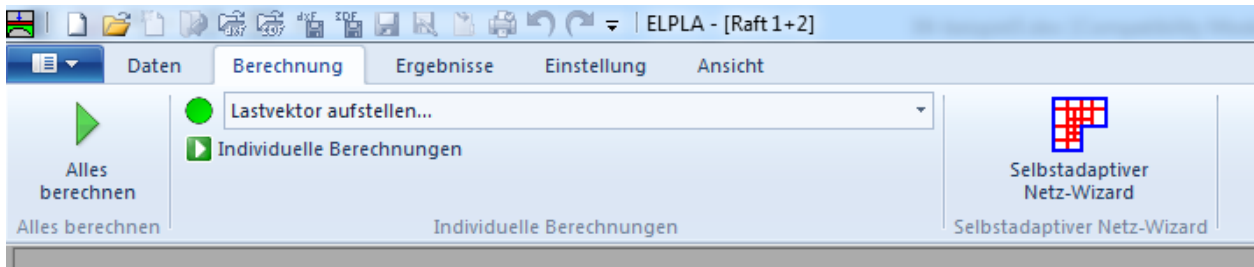 ELPLA - [Raft 1+2]
Daten Berechnung Ergebnisse Einstellung Ansicht
Lastvektor aufstellen...
Individuelle Berechnungen
Alles
berechnen
Selbstadaptiver
Netz-Wizard
Alles berechnen Individuelle Berechnungen Selbstadaptiver Netz-Wizard